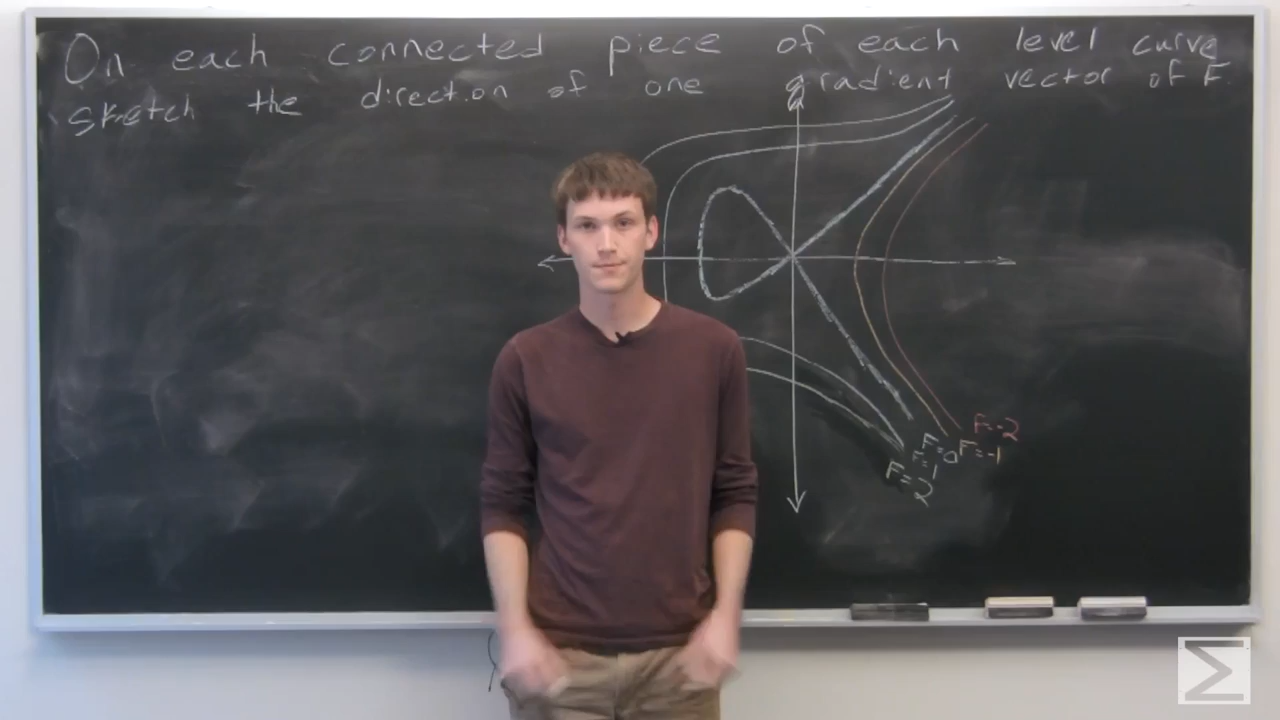 On each connected piece of each level curve
sketch the direction of one gradient vector of F.
F=-2
F=-1
F=0
F=1
F=2
Σ